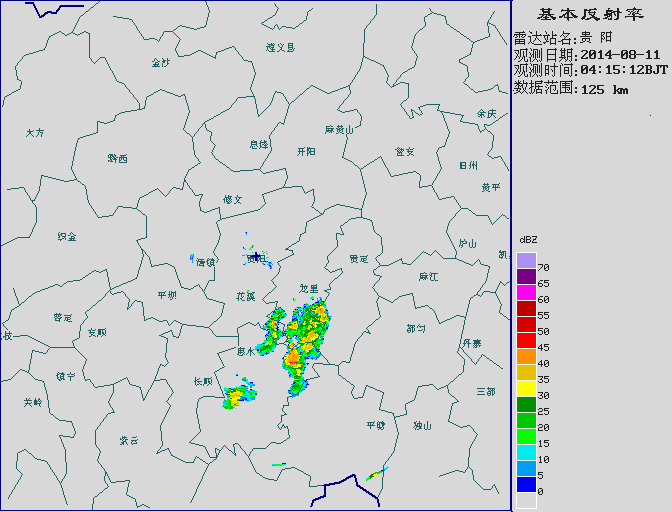 基本反射率
雷达站名:贵 阳
观测日期:2014-08-11
观测时间:04:15:12BJT
数据范围:125 km
遵义县
金沙
余庆
大方
息烽
麻黄山
黔西
开阳
瓮安
旧州
黄平
修文
织金
炉山
凯
清镇
贵定
麻江
平坝
花溪
龙里
普定
安顺
都匀
枝
惠水
丹寨
镇宁
长顺
三都
关岭
紫云
平塘
独山
dBZ
70
65
60
55
50
45
40
35
30
25
20
15
10
5
0